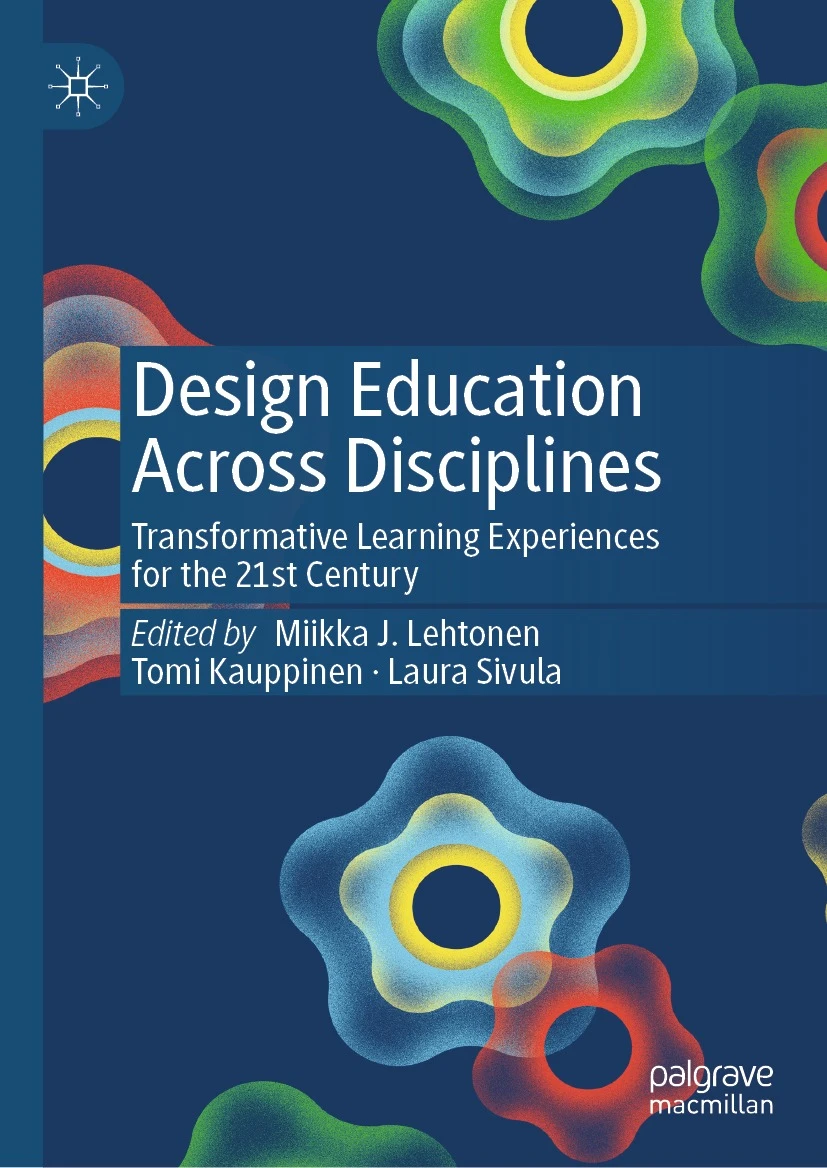 Design Education
Across Disciplines
Transformative Learning Experiences
for the 21st Century
Edited by Miikka J. Lehtonen
Tomi Kauppinen · Laura Sivula
palgrave
macmillan